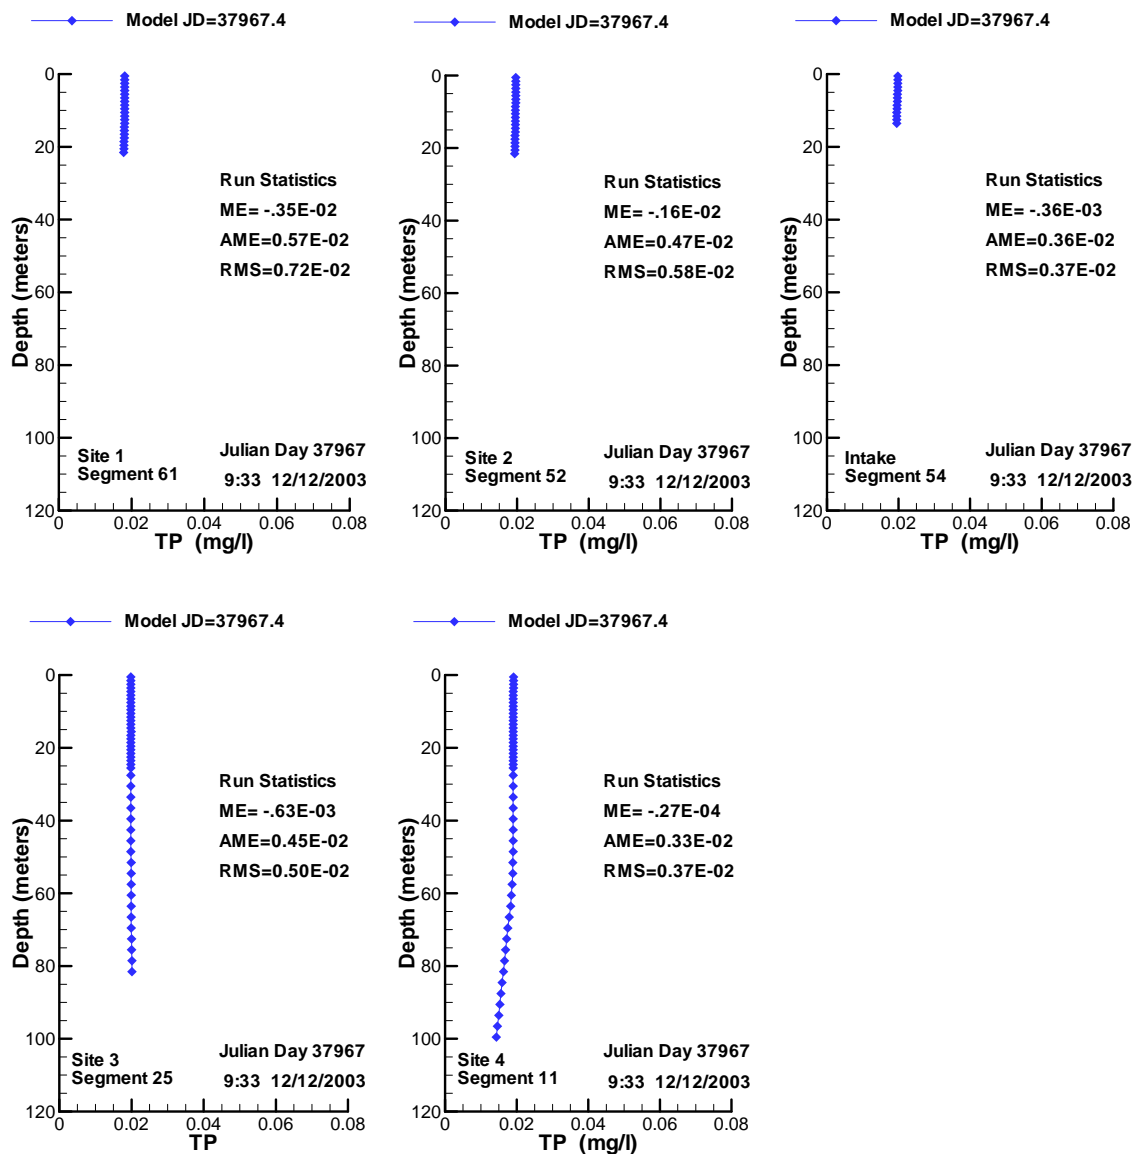 Model JD=37967.4
Model JD=37967.4
Model JD=37967.4
0
20
40
60
80
100
120
Depth (meters)
Run Statistics
ME= -.35E-02
AME=0.57E-02
RMS=0.72E-02
Site 1
Segment 61
Julian Day 37967
9:33 12/12/2003
0 0.02 0.04 0.06 0.08
TP (mg/l)
0
20
40
60
80
100
120
Depth (meters)
Run Statistics
ME= -.16E-02
AME=0.47E-02
RMS=0.58E-02
Site 2
Segment 52
Julian Day 37967
9:33 12/12/2003
0 0.02 0.04 0.06 0.08
TP (mg/l)
0
20
40
60
80
100
120
Depth (meters)
Run Statistics
ME= -.36E-03
AME=0.36E-02
RMS=0.37E-02
Intake
Segment 54
Julian Day 37967
9:33 12/12/2003
0 0.02 0.04 0.06 0.08
TP (mg/l)
Model JD=37967.4
Model JD=37967.4
0
20
40
60
80
100
120
Depth (meters)
Run Statistics
ME= -.63E-03
AME=0.45E-02
RMS=0.50E-02
Site 3
Segment 25
Julian Day 37967
9:33 12/12/2003
0 0.02 0.04 0.06 0.08
TP
0
20
40
60
80
100
120
Depth (meters)
Run Statistics
ME= -.27E-04
AME=0.33E-02
RMS=0.37E-02
Site 4
Segment 11
Julian Day 37967
9:33 12/12/2003
0 0.02 0.04 0.06 0.08
TP (mg/l)